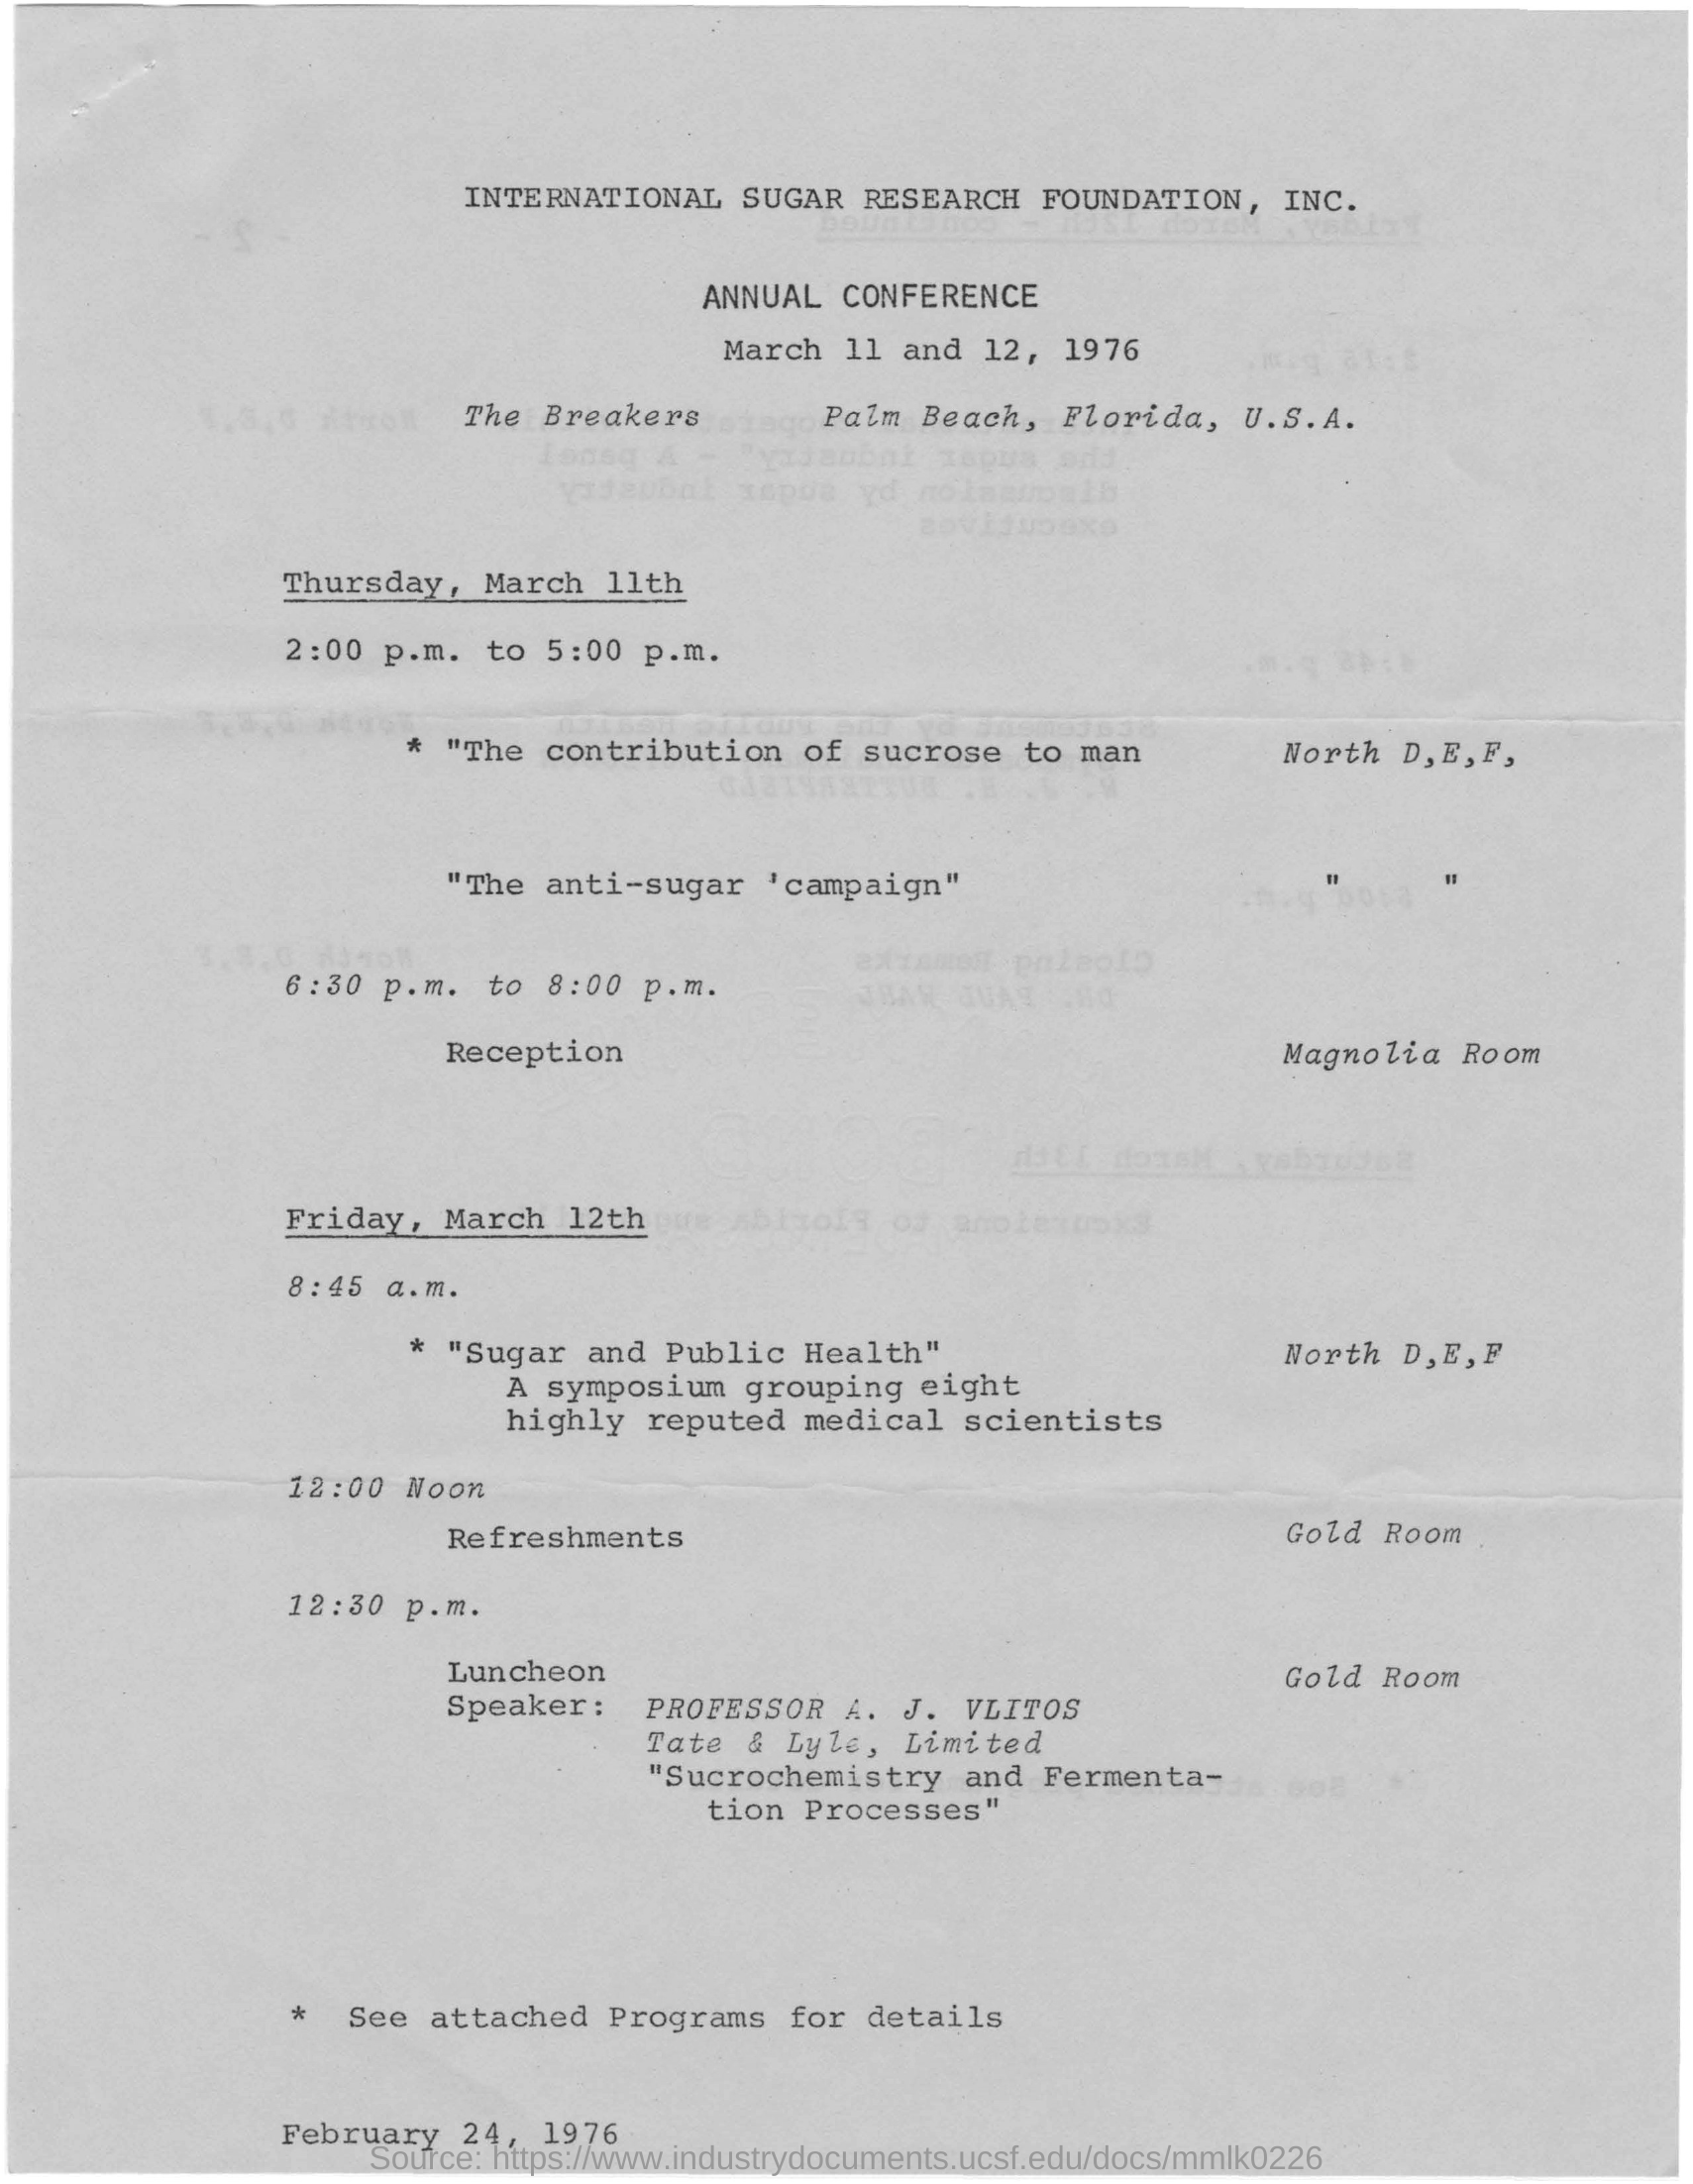 INTERNATIONAL SUGAR RESEARCH FOUNDATION, INC.
ANNUAL CONFERENCE
March 11 and 12, 1976
The Breakers Palm Beach, Florida, U.S.A.
Thursday, March 11th
2:00 p.m. to 5:00 p.m.
* "The contribution of sucrose to man North D,E,F,
"The anti-sugar 'campaign" " "
6:30 p.m. to 8:00 p.m.
Reception Magnolia Room
Friday, March 12th
8:45 a.m.
* "Sugar and Public Health" North D,E,F
A symposium grouping eight
highly reputed medical scientists
12:00 Noon
Refreshments Gold Room
12:30 p.m.
Luncheon Gold Room
Speaker: PROFESSOR A. J. VLITOS
Tate & Lyle, Limited
"Sucrochemistry and Fermenta-
tion Processes"
* See attached Programs for details
February 24, 1976
Source: https://www.industrydocuments.ucsf.edu/docs/mmlk0226